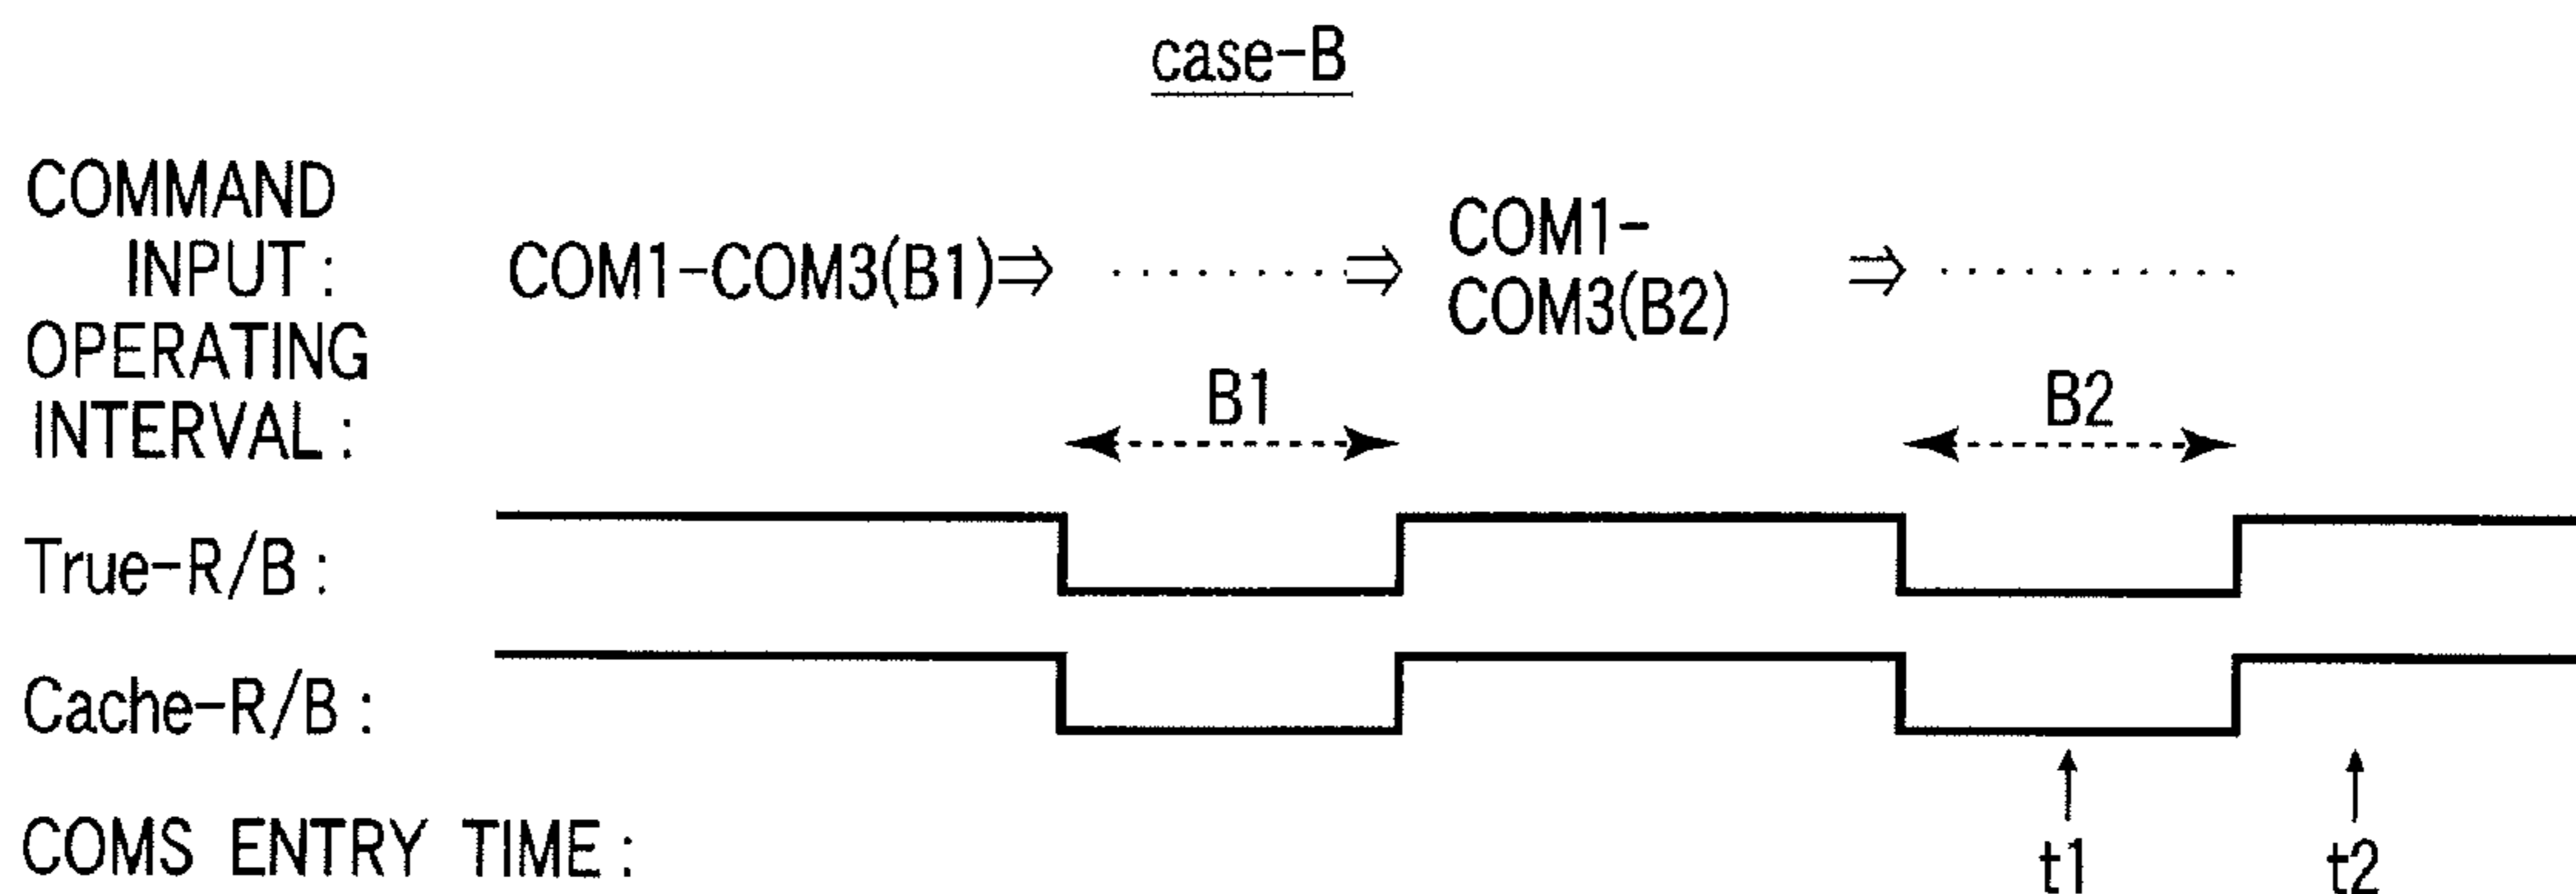 case-B
COMMAND
INPUT :
COM1-COM3(B1)⇒ ........⇒
COM1-
COM3(B2)
⇒ ..........
OPERATING
INTERVAL :
B1
B2
True-R/B :
Cache-R/B :
COMS ENTRY TIME :
t1
t2